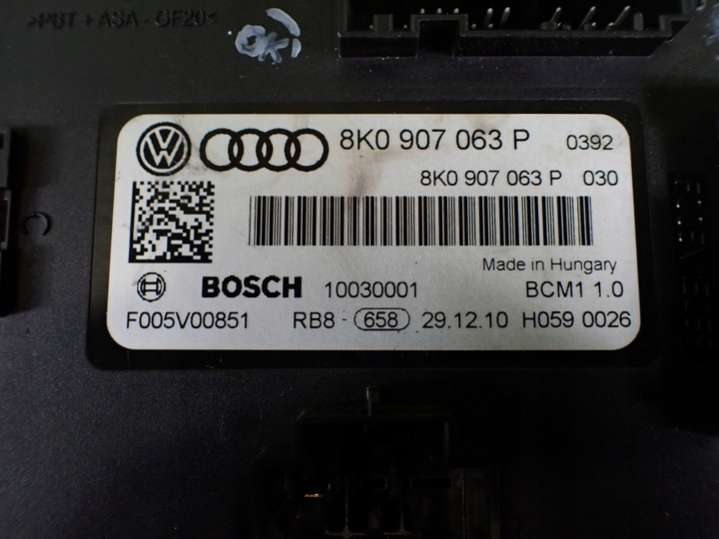 >PBT+ASA-GF20<
OK
8K0 907 063 P 0392
8K0 907 063 P 030
Made in Hungary
BOSCH 10030001 BCM1 1.0
F005V00851 RB8 - 658 29.12.10 H059 0026